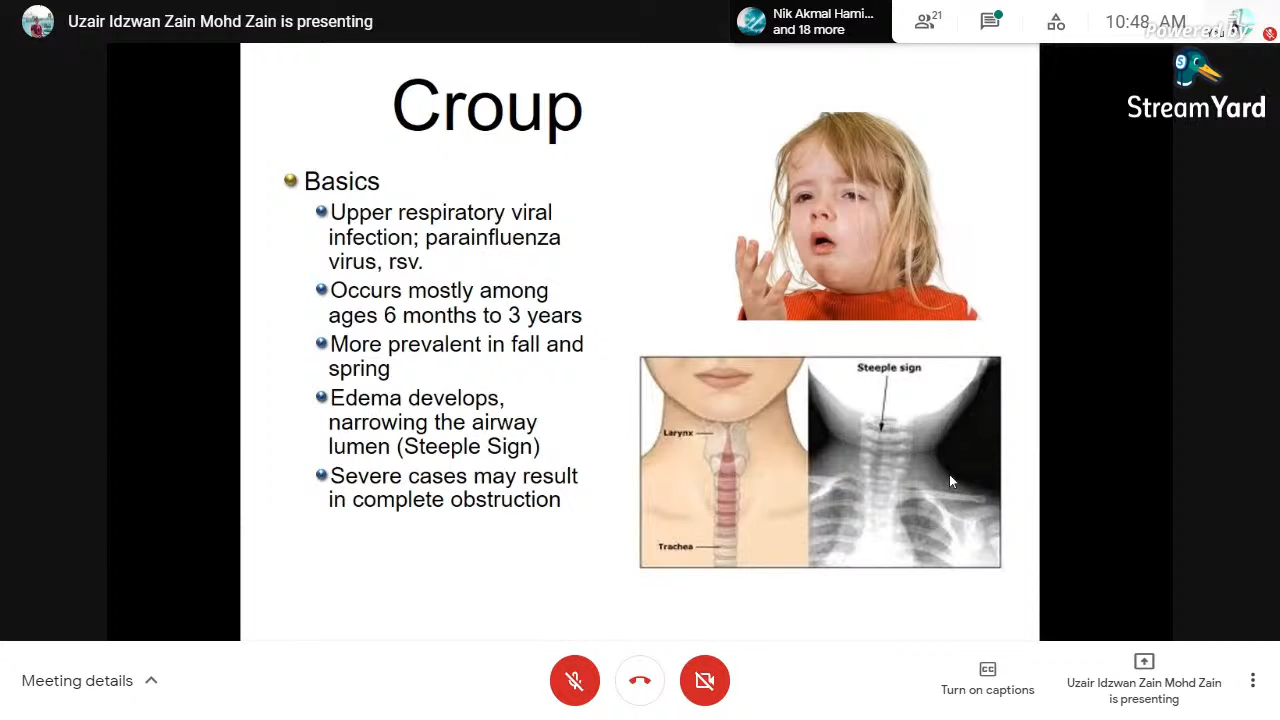 Uzair Idzwan Zain Mohd Zain is presenting
Nik Akmal Hami...
and 18 more
21
10:48 AM
Powered by
StreamYard
Croup
Basics
Upper respiratory viral
infection; parainfluenza
virus, rsv.
Occurs mostly among
ages 6 months to 3 years
More prevalent in fall and
spring
Edema develops,
narrowing the airway
lumen (Steeple Sign)
Severe cases may result
in complete obstruction
Steeple sign
Larynx
Trachea
Meeting details
Turn on captions
Uzair Idzwan Zain Mohd Zain
is presenting